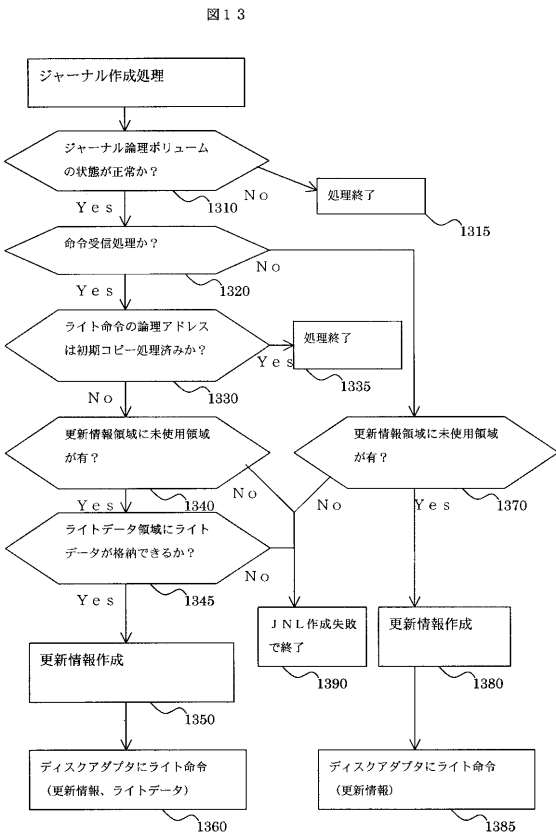 図13
ジャーナル作成処理
ジャーナル論理ボリューム
の状態が正常か?
1310
No
Yes
処理終了
1315
命令受信処理か?
No
1320
Yes
ライト命令の論理アドレス
は初期コピー処理済みか?
Yes
処理終了
1335
1330
No
更新情報領域に未使用領域
が有?
No
1340
Yes
更新情報領域に未使用領域
が有?
No
Yes
1370
ライトデータ領域にライト
データが格納できるか?
No
1345
Yes
JNL作成失敗
で終了
1390
更新情報作成
1380
更新情報作成
1350
ディスクアダプタにライト命令
(更新情報、ライトデータ)
1360
ディスクアダプタにライト命令
(更新情報)
1385